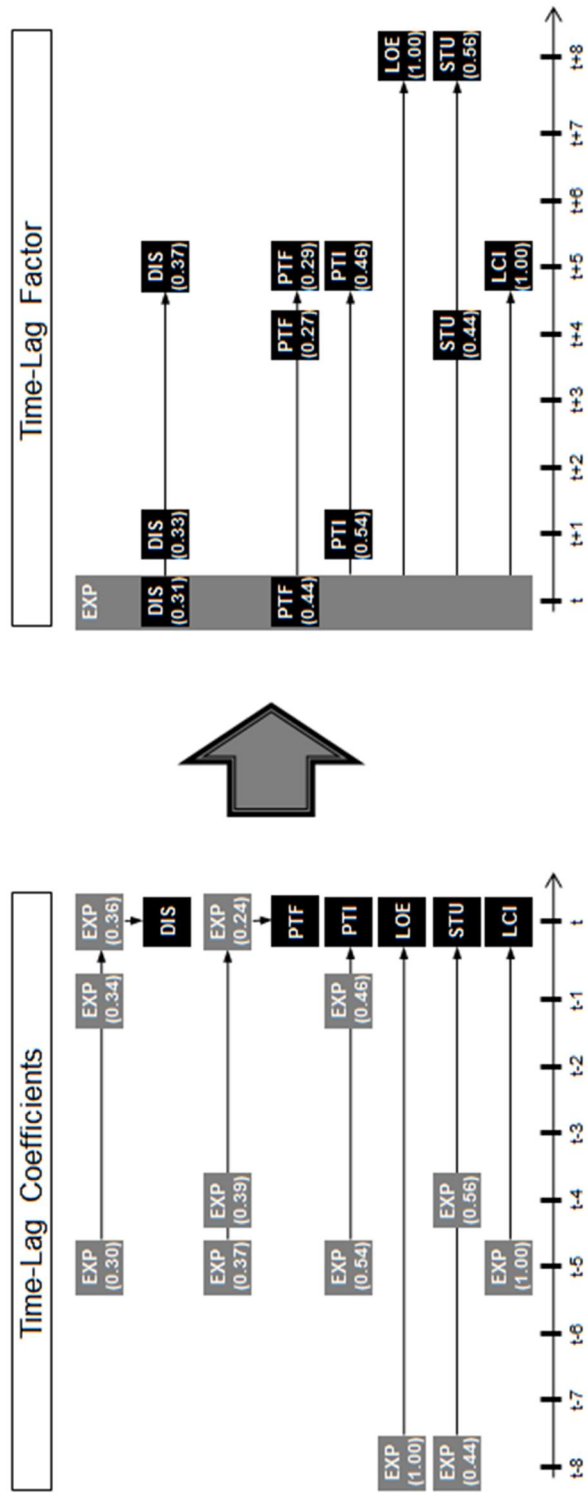 Time-Lag Coefficients
EXP
(0.30)
EXP
(0.34)
EXP
(0.36)
DIS
EXP
(0.37)
EXP
(0.39)
EXP
(0.24)
PTF
EXP
(0.54)
EXP
(0.46)
PTI
EXP
(1.00)
LOE
EXP
(0.44)
EXP
(0.56)
STU
EXP
(1.00)
LCI
t-8 t-7 t-6 t-5 t-4 t-3 t-2 t-1 t
Time-Lag Factor
EXP
DIS
(0.31)
DIS
(0.33)
DIS
(0.37)
PTF
(0.44)
PTF
(0.27)
PTF
(0.29)
PTI
(0.54)
PTI
(0.46)
LOE
(1.00)
STU
(0.44)
STU
(0.56)
LCI
(1.00)
t t+1 t+2 t+3 t+4 t+5 t+6 t+7 t+8